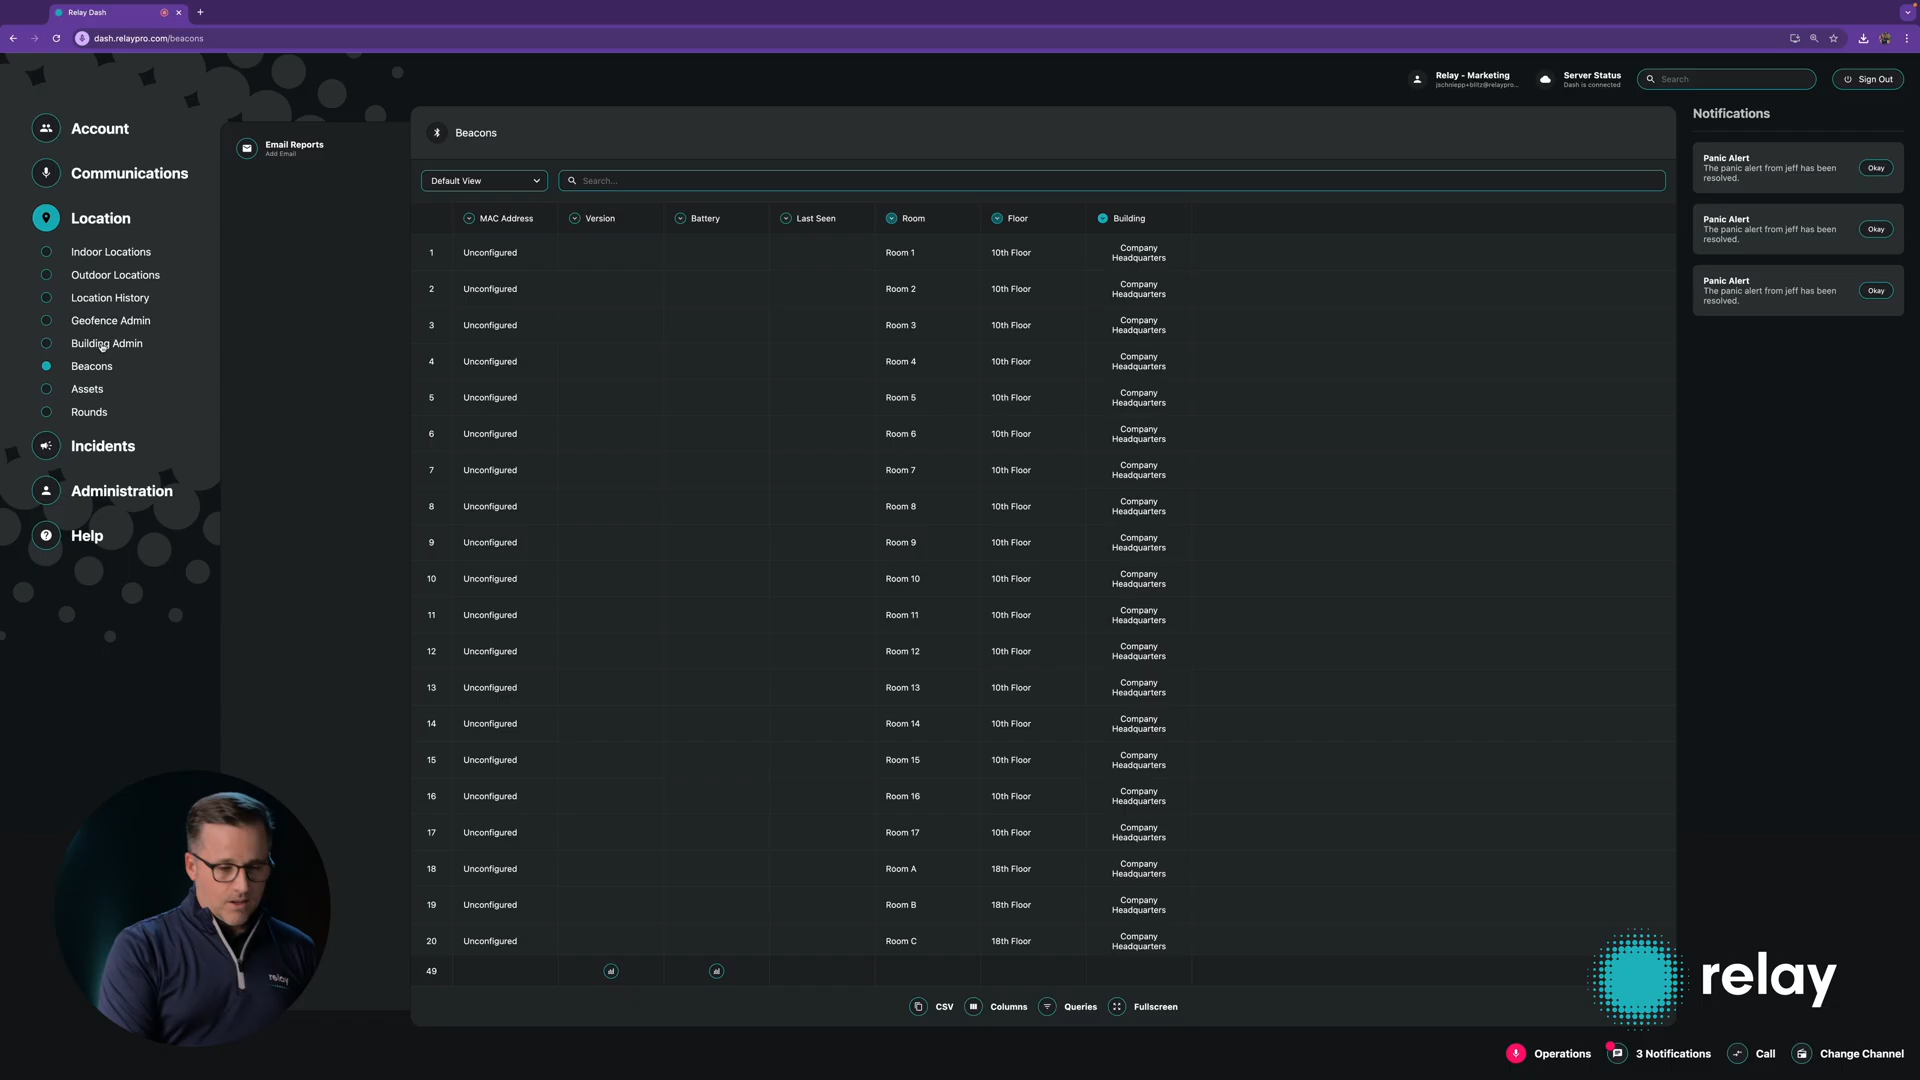 Relay Dash
dash.relaypro.com/beacons
Relay - Marketing
jschniepp+blitz@relaypro...
Server Status
Dash is connected
Search
Sign Out
Account
Communications
Location
Indoor Locations
Outdoor Locations
Location History
Geofence Admin
Building Admin
Beacons
Assets
Rounds
Incidents
Administration
Help
Email Reports
Add Email
Beacons
Default View
Search...
MAC Address Version Battery Last Seen Room Floor Building
1 Unconfigured Room 1 10th Floor Company Headquarters
2 Unconfigured Room 2 10th Floor Company Headquarters
3 Unconfigured Room 3 10th Floor Company Headquarters
4 Unconfigured Room 4 10th Floor Company Headquarters
5 Unconfigured Room 5 10th Floor Company Headquarters
6 Unconfigured Room 6 10th Floor Company Headquarters
7 Unconfigured Room 7 10th Floor Company Headquarters
8 Unconfigured Room 8 10th Floor Company Headquarters
9 Unconfigured Room 9 10th Floor Company Headquarters
10 Unconfigured Room 10 10th Floor Company Headquarters
11 Unconfigured Room 11 10th Floor Company Headquarters
12 Unconfigured Room 12 10th Floor Company Headquarters
13 Unconfigured Room 13 10th Floor Company Headquarters
14 Unconfigured Room 14 10th Floor Company Headquarters
15 Unconfigured Room 15 10th Floor Company Headquarters
16 Unconfigured Room 16 10th Floor Company Headquarters
17 Unconfigured Room 17 10th Floor Company Headquarters
18 Unconfigured Room A 18th Floor Company Headquarters
19 Unconfigured Room B 18th Floor Company Headquarters
20 Unconfigured Room C 18th Floor Company Headquarters
49
CSV Columns Queries Fullscreen
Notifications
Panic Alert
The panic alert from jeff has been
resolved.
Okay
Panic Alert
The panic alert from jeff has been
resolved.
Okay
Panic Alert
The panic alert from jeff has been
resolved.
Okay
relay
relay
Operations 3 Notifications Call Change Channel